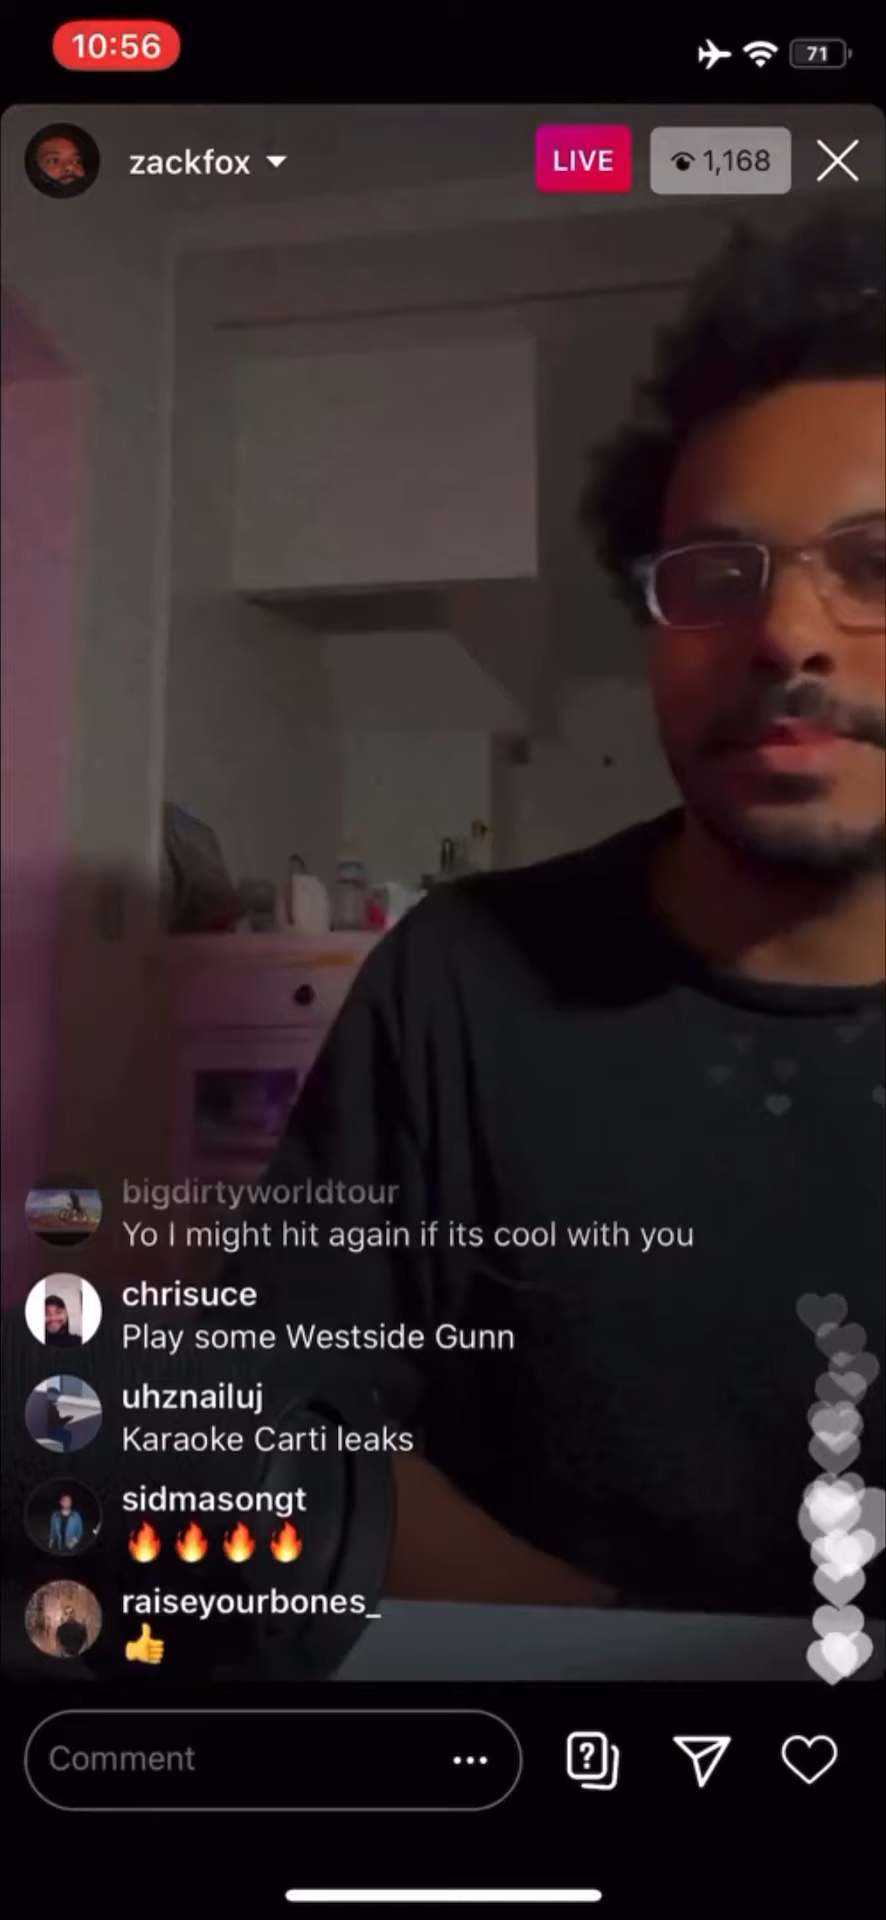 10:56
71
zackfox
LIVE
1,168
bigdirtyworldtour
Yo I might hit again if its cool with you
chrisuce
Play some Westside Gunn
uhznailuj
Karaoke Carti leaks
sidmasongt
🔥🔥🔥🔥
raiseyourbones_
👍
Comment